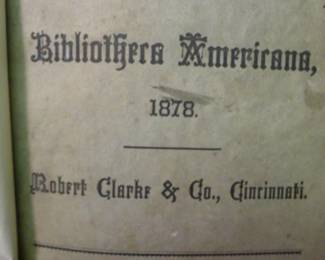 Bibliotheca Americana,
1878.
Robert Clarke & Co., Cincinnati.